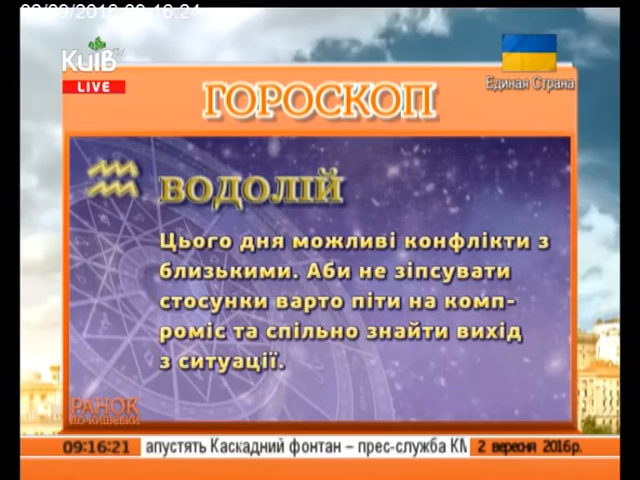 Київ
LIVE
Единая Страна
ГОРОСКОП
ВОДОЛІЙ
Цього дня можливі конфлікти з
близькими. Аби не зіпсувати
стосунки варто піти на комп-
роміс та спільно знайти вихід
з ситуації.
РАНОК
ПО-КИЇВСЬКИ
09:16:21 апустять Каскадний фонтан – прес-служба КМ 2 вересня 2016р.